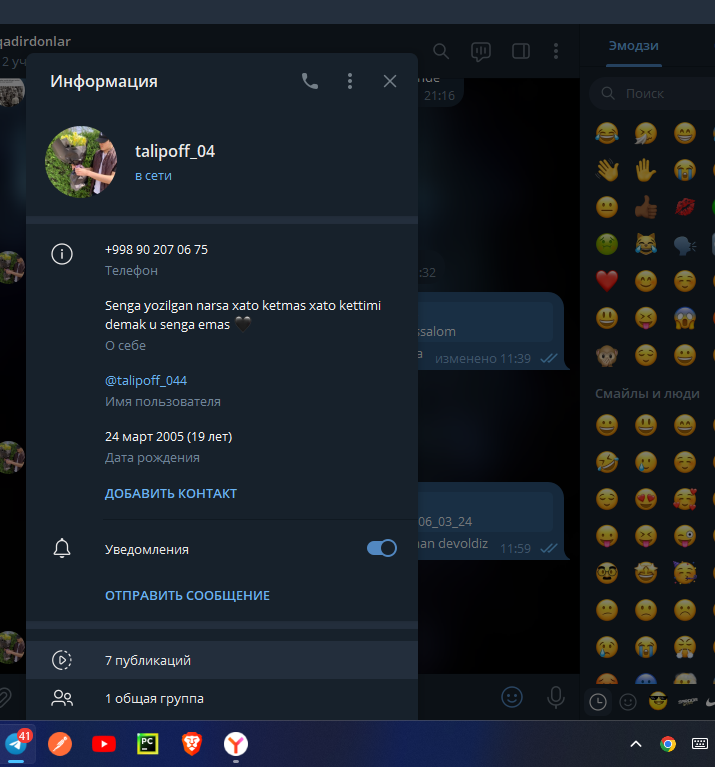 qadirdonlar
2 уч
Информация
talipoff_04
в сети
+998 90 207 06 75
Телефон
Senga yozilgan narsa xato ketmas xato kettimi
demak u senga emas 🖤
О себе
@talipoff_044
Имя пользователя
24 март 2005 (19 лет)
Дата рождения
ДОБАВИТЬ КОНТАКТ
Уведомления
ОТПРАВИТЬ СООБЩЕНИЕ
7 публикаций
1 общая группа
21:16
:32
ssalom
изменено 11:39
06_03_24
an devoldiz 11:59
Эмодзи
Поиск
Смайлы и люди
41
PC